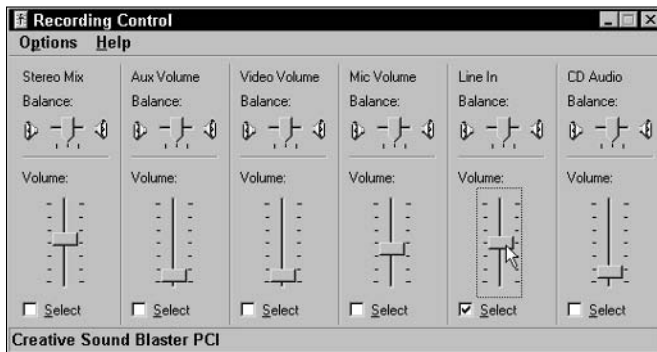 Recording Control
Options Help
Stereo Mix
Balance:
Volume:
Select
Aux Volume
Balance:
Volume:
Select
Video Volume
Balance:
Volume:
Select
Mic Volume
Balance:
Volume:
Select
Line In
Balance:
Volume:
Select
CD Audio
Balance:
Volume:
Select
Creative Sound Blaster PCI